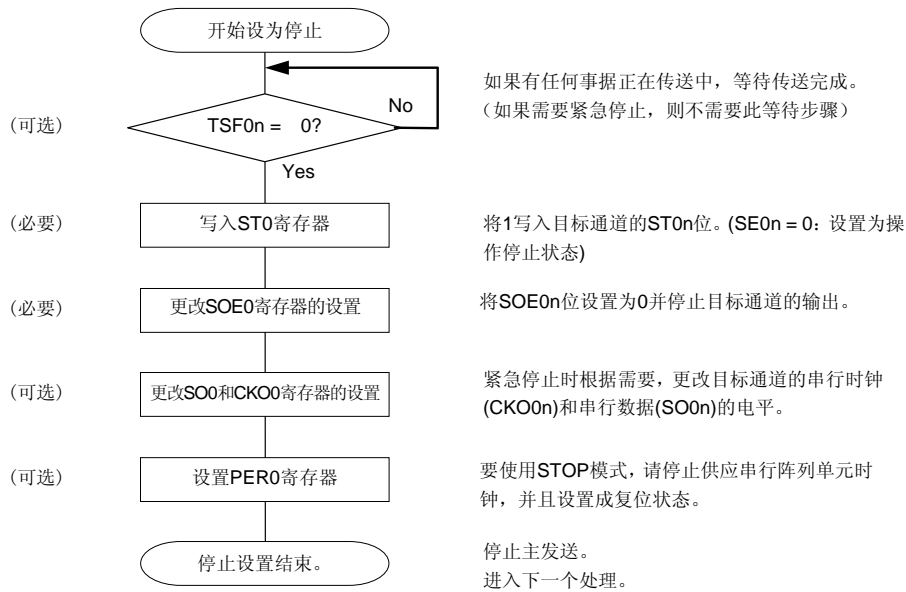 开始设为停止
如果有任何事据正在传送中，等待传送完成。
（如果需要紧急停止，则不需要此等待步骤）
No
(可选)
TSF0n = 0?
Yes
(必要)
写入ST0寄存器
将1写入目标通道的ST0n位。(SE0n = 0：设置为操
作停止状态)
(必要)
更改SOE0寄存器的设置
将SOE0n位设置为0并停止目标通道的输出。
(可选)
更改SO0和CKO0寄存器的设置
紧急停止时根据需要，更改目标通道的串行时钟
(CKO0n)和串行数据(SO0n)的电平。
(可选)
设置PER0寄存器
要使用STOP模式，请停止供应串行阵列单元时
钟，并且设置成复位状态。
停止设置结束。
停止主发送。
进入下一个处理。